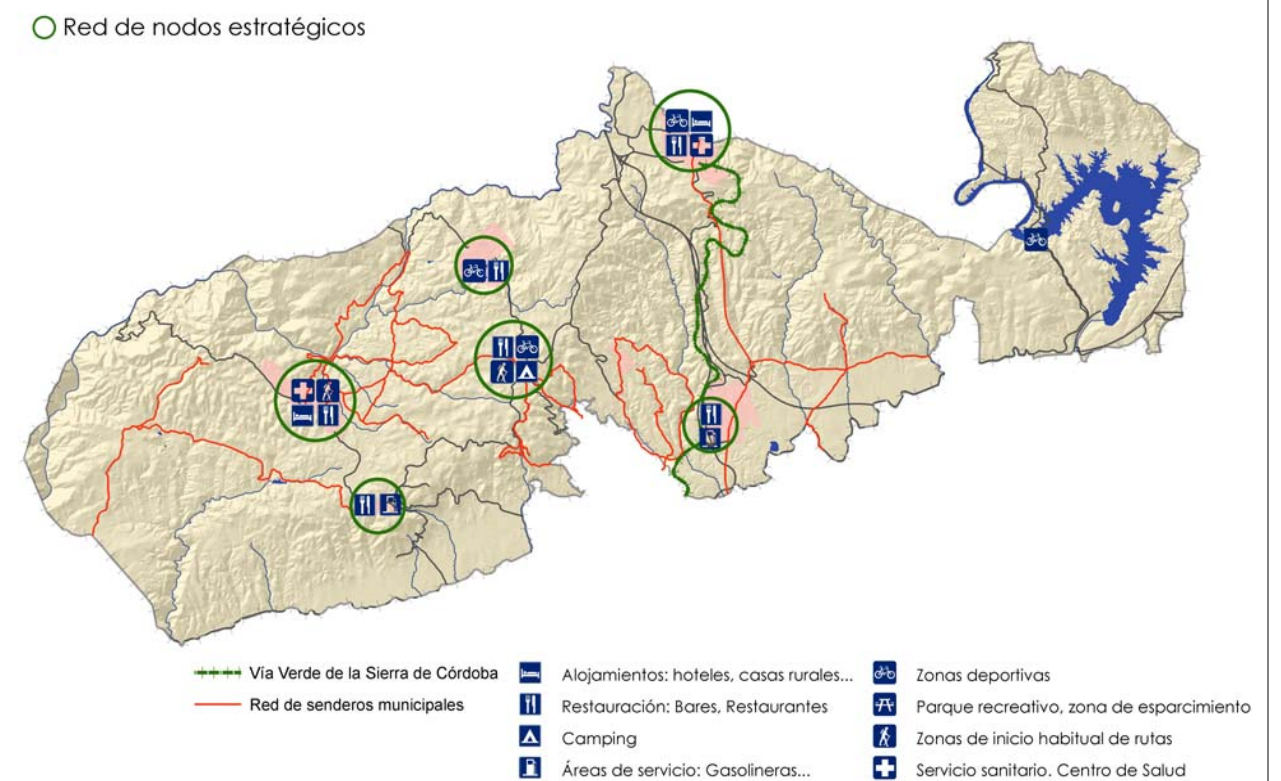 Red de nodos estratégicos
Vía Verde de la Sierra de Córdoba
Red de senderos municipales
Alojamientos: hoteles, casas rurales...
Restauración: Bares, Restaurantes
Camping
Áreas de servicio: Gasolineras...
Zonas deportivas
Parque recreativo, zona de esparcimiento
Zonas de inicio habitual de rutas
Servicio sanitario. Centro de Salud